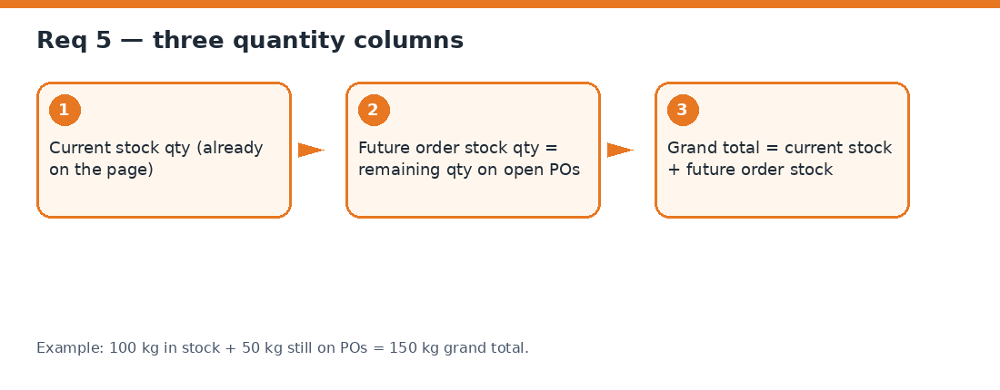 Req 5 — three quantity columns
1
Current stock qty (already
on the page)
2
Future order stock qty =
remaining qty on open POs
3
Grand total = current stock
+ future order stock
Example: 100 kg in stock + 50 kg still on POs = 150 kg grand total.